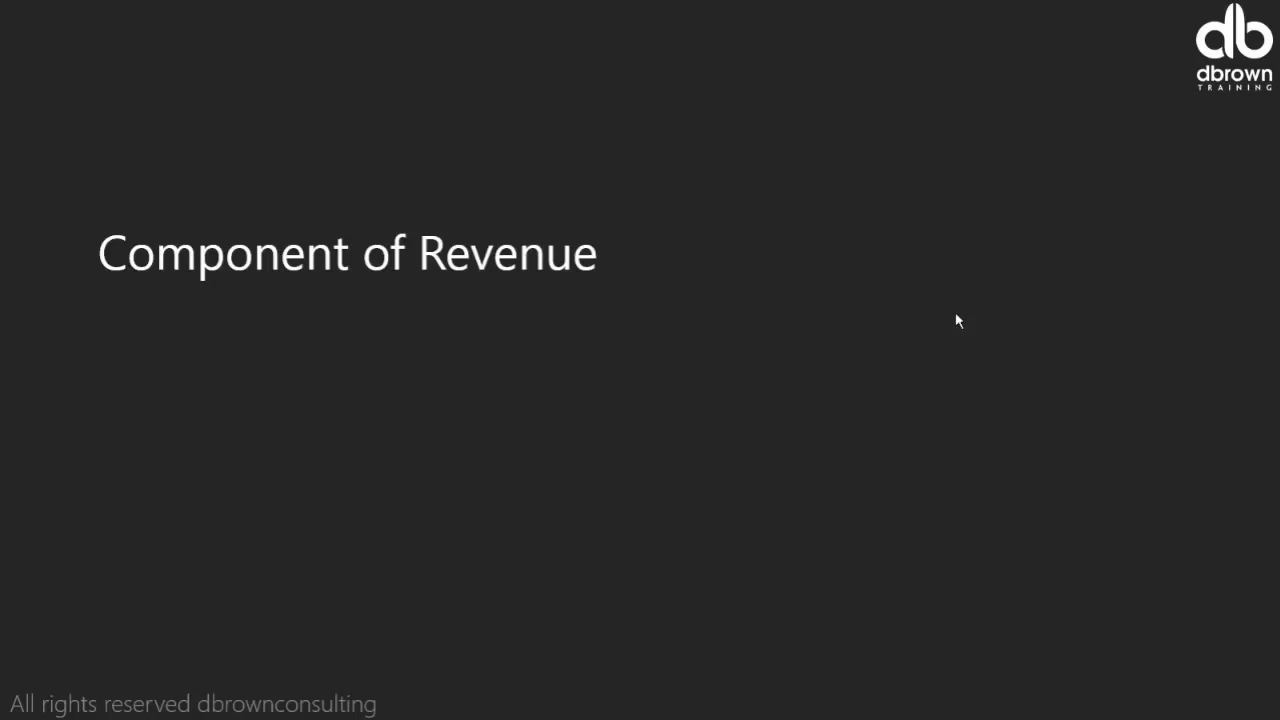 db
dbrown
TRAINING
Component of Revenue
All rights reserved dbrownconsulting